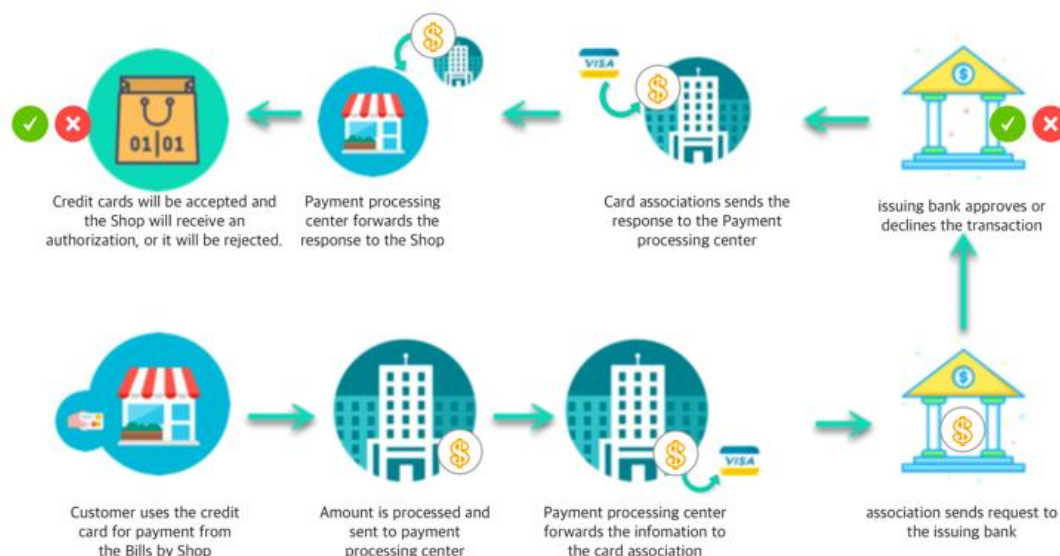 VISA
01|01
Credit cards will be accepted and
the Shop will receive an
authorization, or it will be rejected.
Payment processing
center forwards the
response to the Shop
Card associations sends the
response to the Payment
processing center
issuing bank approves or
declines the transaction
VISA
Customer uses the credit
card for payment from
the Bills by Shop
Amount is processed and
sent to payment
processing center
Payment processing center
forwards the infomation to
the card association
association sends request to
the issuing bank